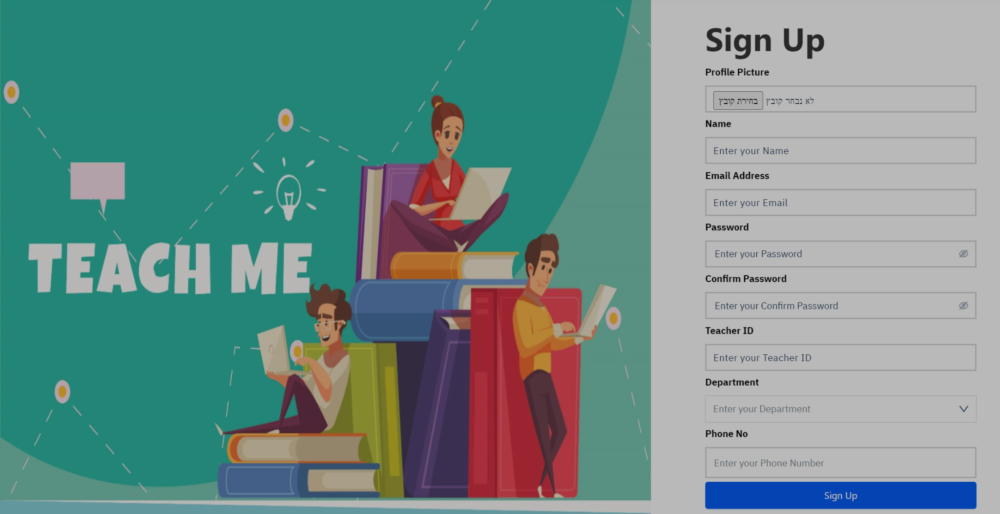 TEACH ME
Sign Up
Profile Picture
בחירת קובץ לא נבחר קובץ
Name
Enter your Name
Email Address
Enter your Email
Password
Enter your Password
Confirm Password
Enter your Confirm Password
Teacher ID
Enter your Teacher ID
Department
Enter your Department
Phone No
Enter your Phone Number
Sign Up